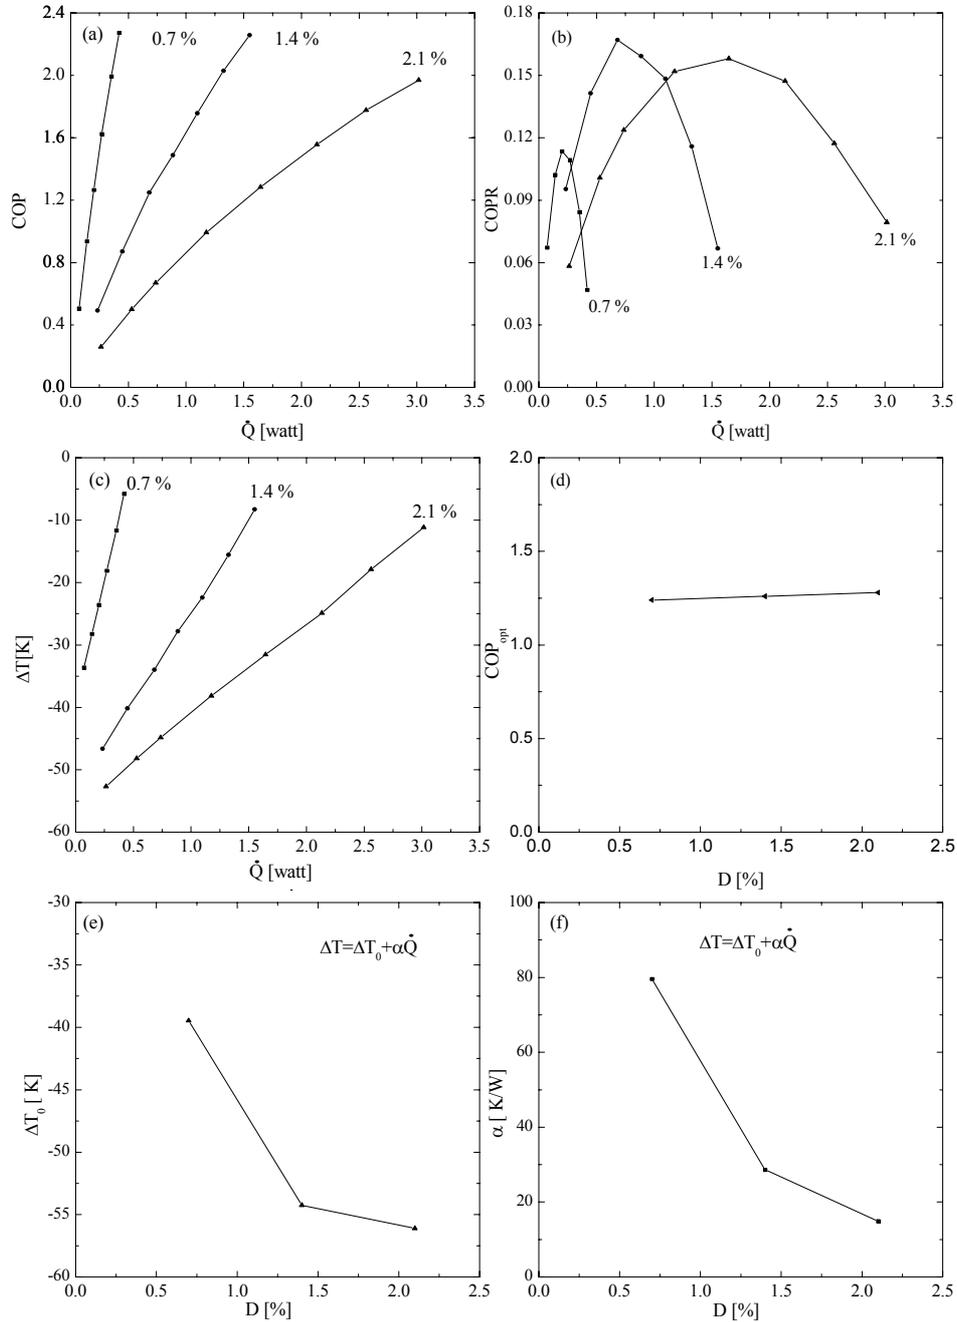 (a)
0.7 %
1.4 %
2.1 %
COP
2.4
2.0
1.6
1.2
0.8
0.4
0.0
0.0 0.5 1.0 1.5 2.0 2.5 3.0 3.5
Q̇ [watt]
(b)
0.7 %
1.4 %
2.1 %
COPR
0.18
0.15
0.12
0.09
0.06
0.03
0.00
0.0 0.5 1.0 1.5 2.0 2.5 3.0 3.5
Q̇ [watt]
(c)
0.7 %
1.4 %
2.1 %
ΔT[K]
0
-10
-20
-30
-40
-50
-60
0.0 0.5 1.0 1.5 2.0 2.5 3.0 3.5
Q̇ [watt]
(d)
COPopt
2.0
1.5
1.0
0.5
0.0
0.0 0.5 1.0 1.5 2.0 2.5
D [%]
(e)
ΔT=ΔT₀+αQ̇
ΔT₀ [ K]
-30
-35
-40
-45
-50
-55
-60
0.0 0.5 1.0 1.5 2.0 2.5
D [%]
(f)
ΔT=ΔT₀+αQ̇
α [ K/W]
100
80
60
40
20
0
0.0 0.5 1.0 1.5 2.0 2.5
D [%]